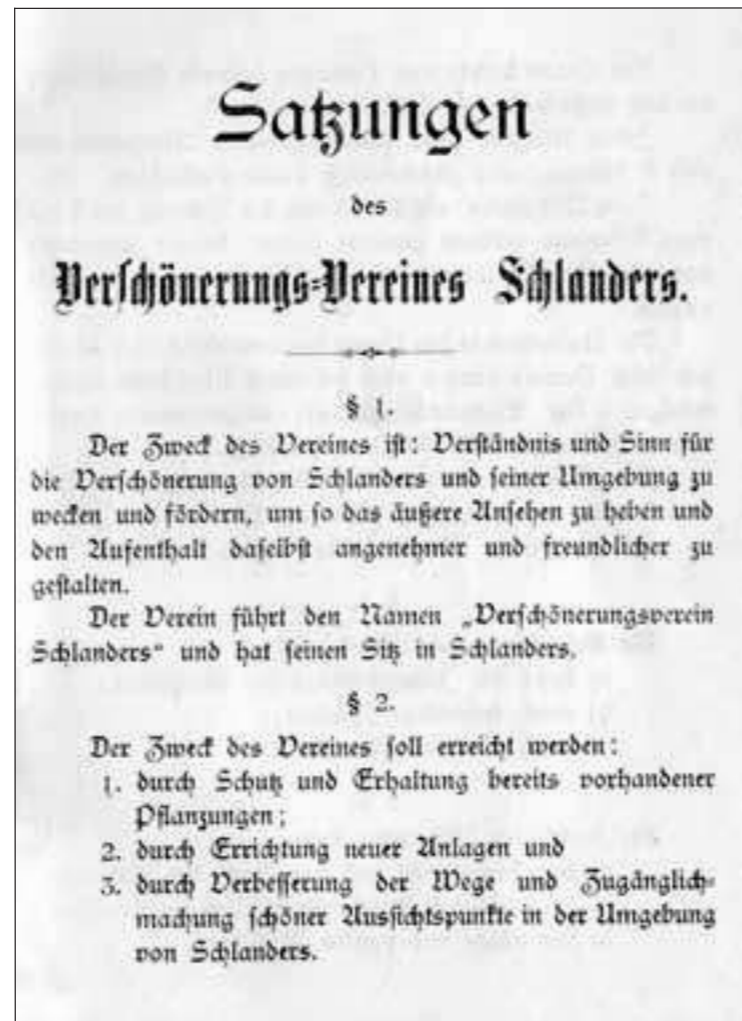 Satzungen
des
Verschönerungs-Vereines Schlanders.
§ 1.
Der Zweck des Vereines ist: Verständnis und Sinn für
die Verschönerung von Schlanders und seiner Umgebung zu
wecken und fördern, um so das äußere Ansehen zu heben und
den Aufenthalt daselbst angenehmer und freundlicher zu
gestalten.
Der Verein führt den Namen „Verschönerungsverein
Schlanders“ und hat seinen Sitz in Schlanders.
§ 2.
Der Zweck des Vereines soll erreicht werden:
1. durch Schutz und Erhaltung bereits vorhandener
Pflanzungen;
2. durch Errichtung neuer Anlagen und
3. durch Verbesserung der Wege und Zugänglich-
machung schöner Aussichtspunkte in der Umgebung
von Schlanders.